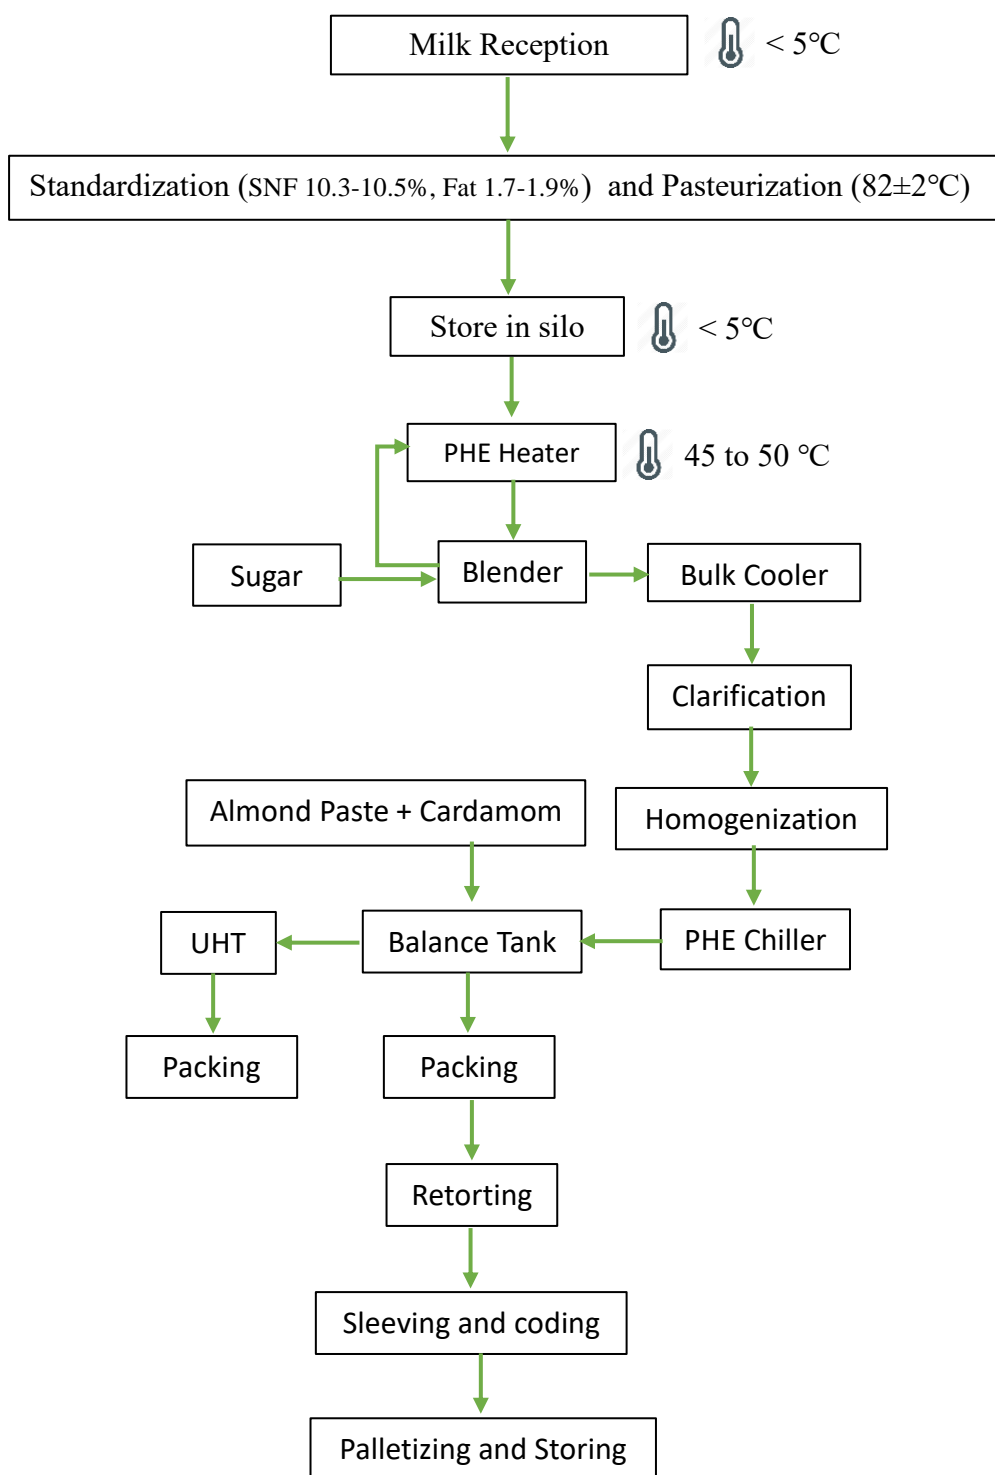 Milk Reception
< 5°C
Standardization (SNF 10.3-10.5%, Fat 1.7-1.9%) and Pasteurization (82±2°C)
Store in silo
< 5°C
PHE Heater
45 to 50 °C
Sugar
Blender
Bulk Cooler
Clarification
Almond Paste + Cardamom
Homogenization
UHT
Balance Tank
PHE Chiller
Packing
Packing
Retorting
Sleeving and coding
Palletizing and Storing